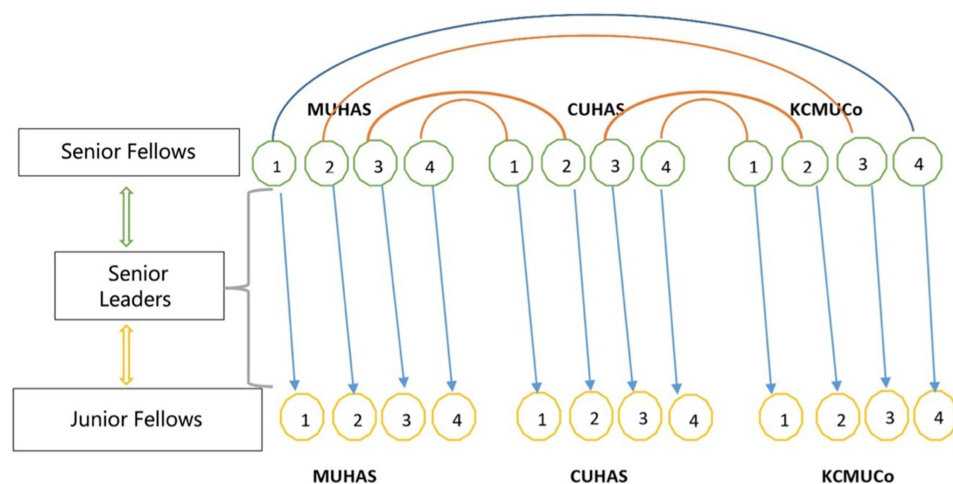 MUHAS CUHAS KCMUCo
Senior Fellows
1 2 3 4 1 2 3 4 1 2 3 4
Senior
Leaders
Junior Fellows
1 2 3 4 1 2 3 4 1 2 3 4
MUHAS CUHAS KCMUCo